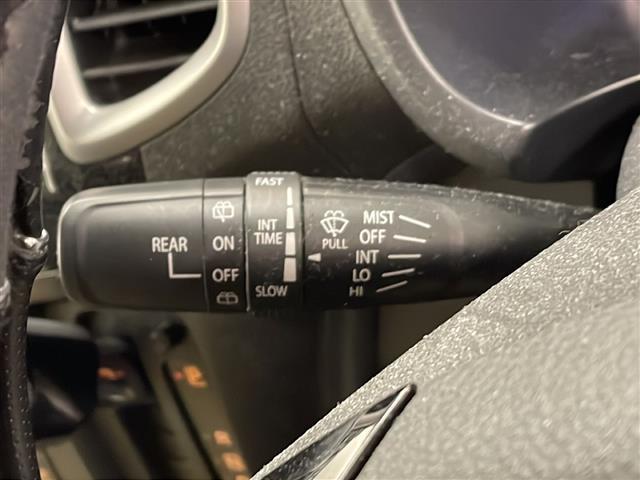 REAR
ON
OFF
FAST
INT
TIME
SLOW
PULL
MIST
OFF
INT
LO
HI